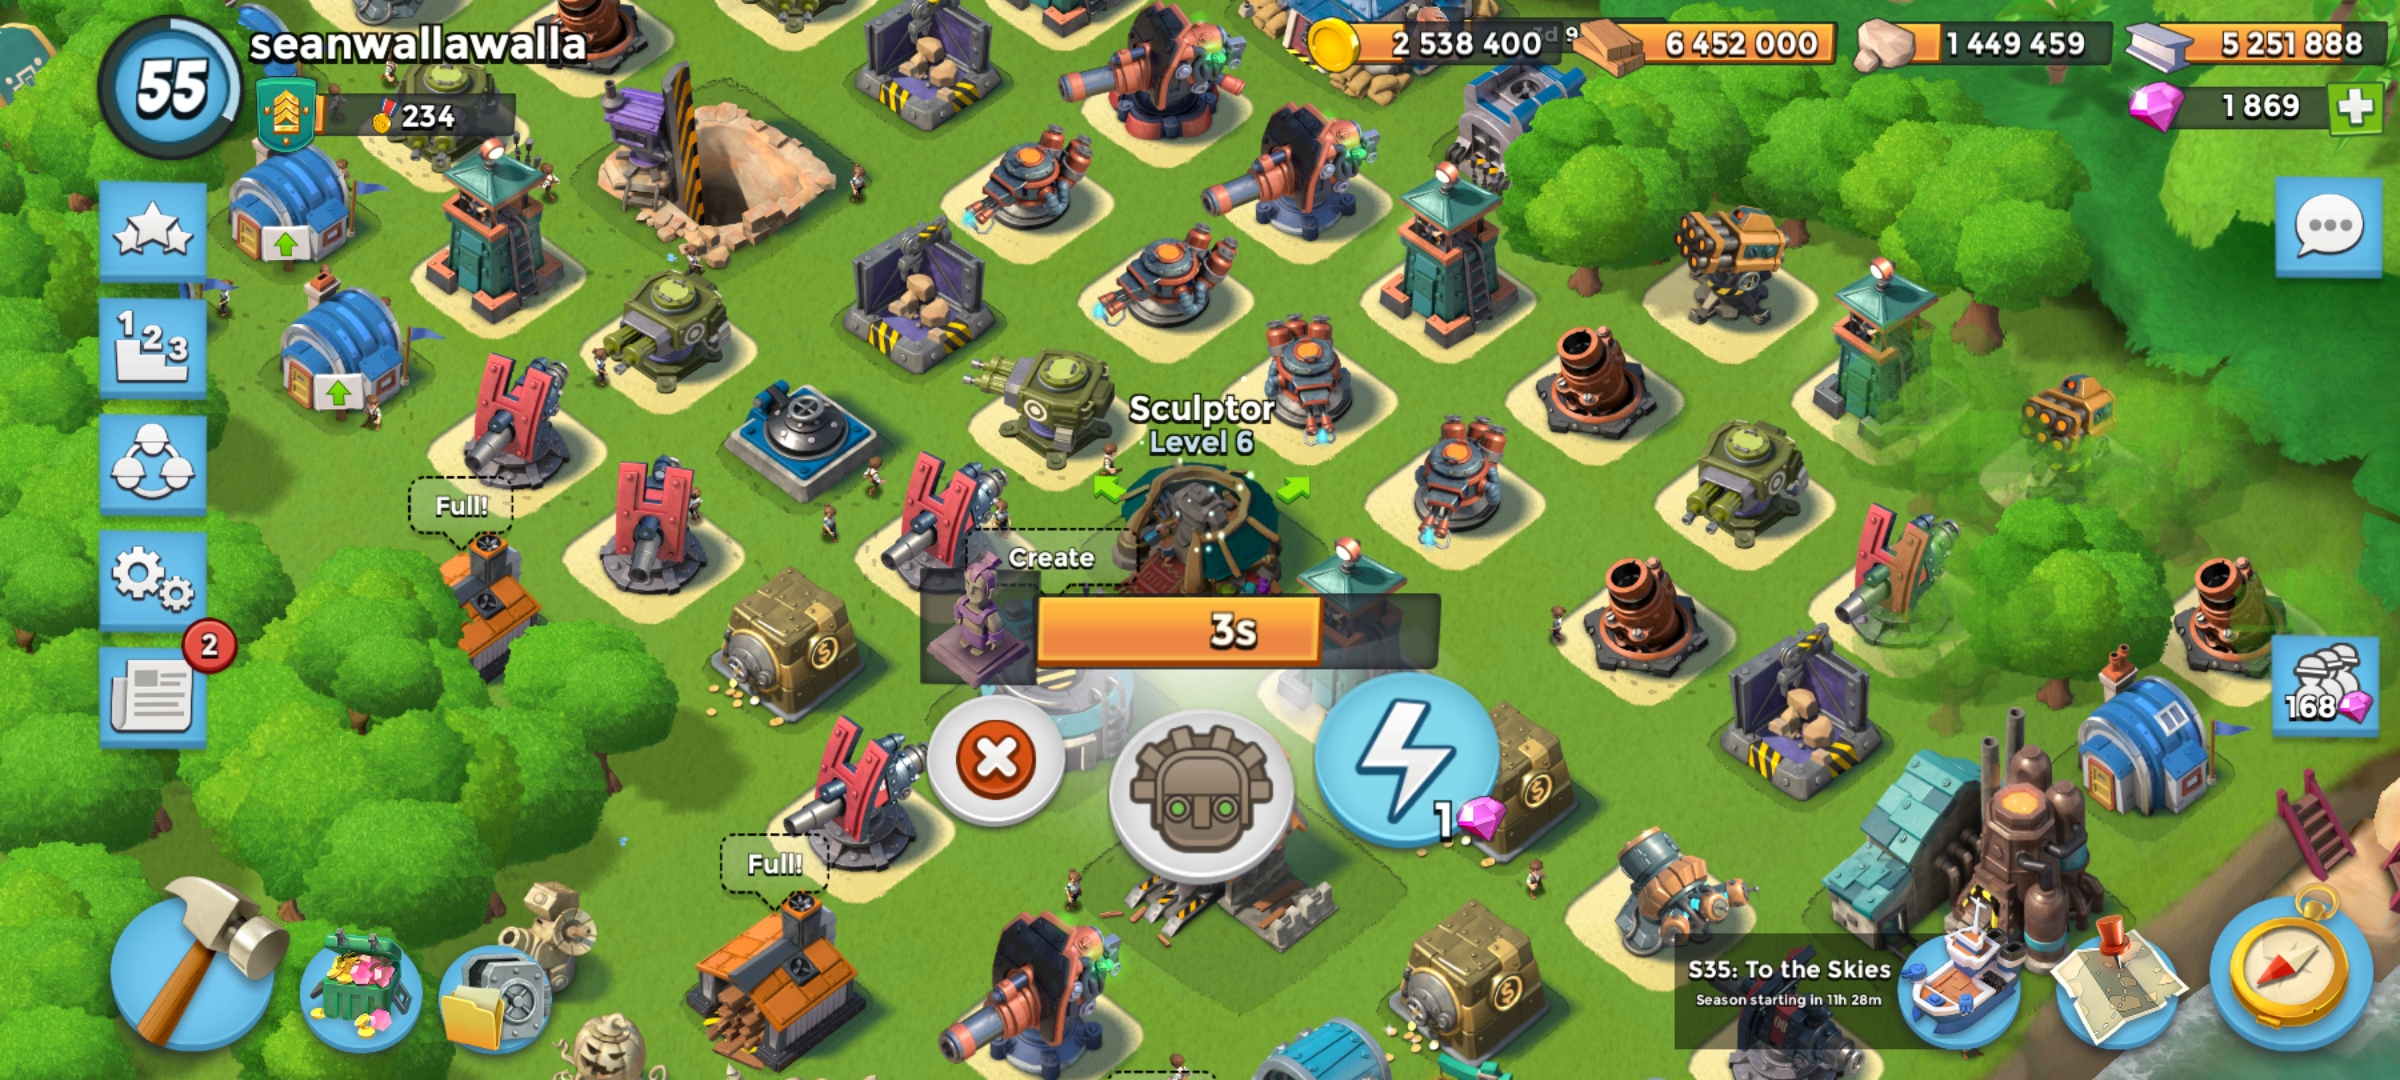 55
seanwallawalla
234
2 538 400
6 452 000
1 449 459
5 251 888
1 869
123
Sculptor
Level 6
Full!
Create
3s
2
168
1
Full!
S35: To the Skies
Season starting in 11h 28m